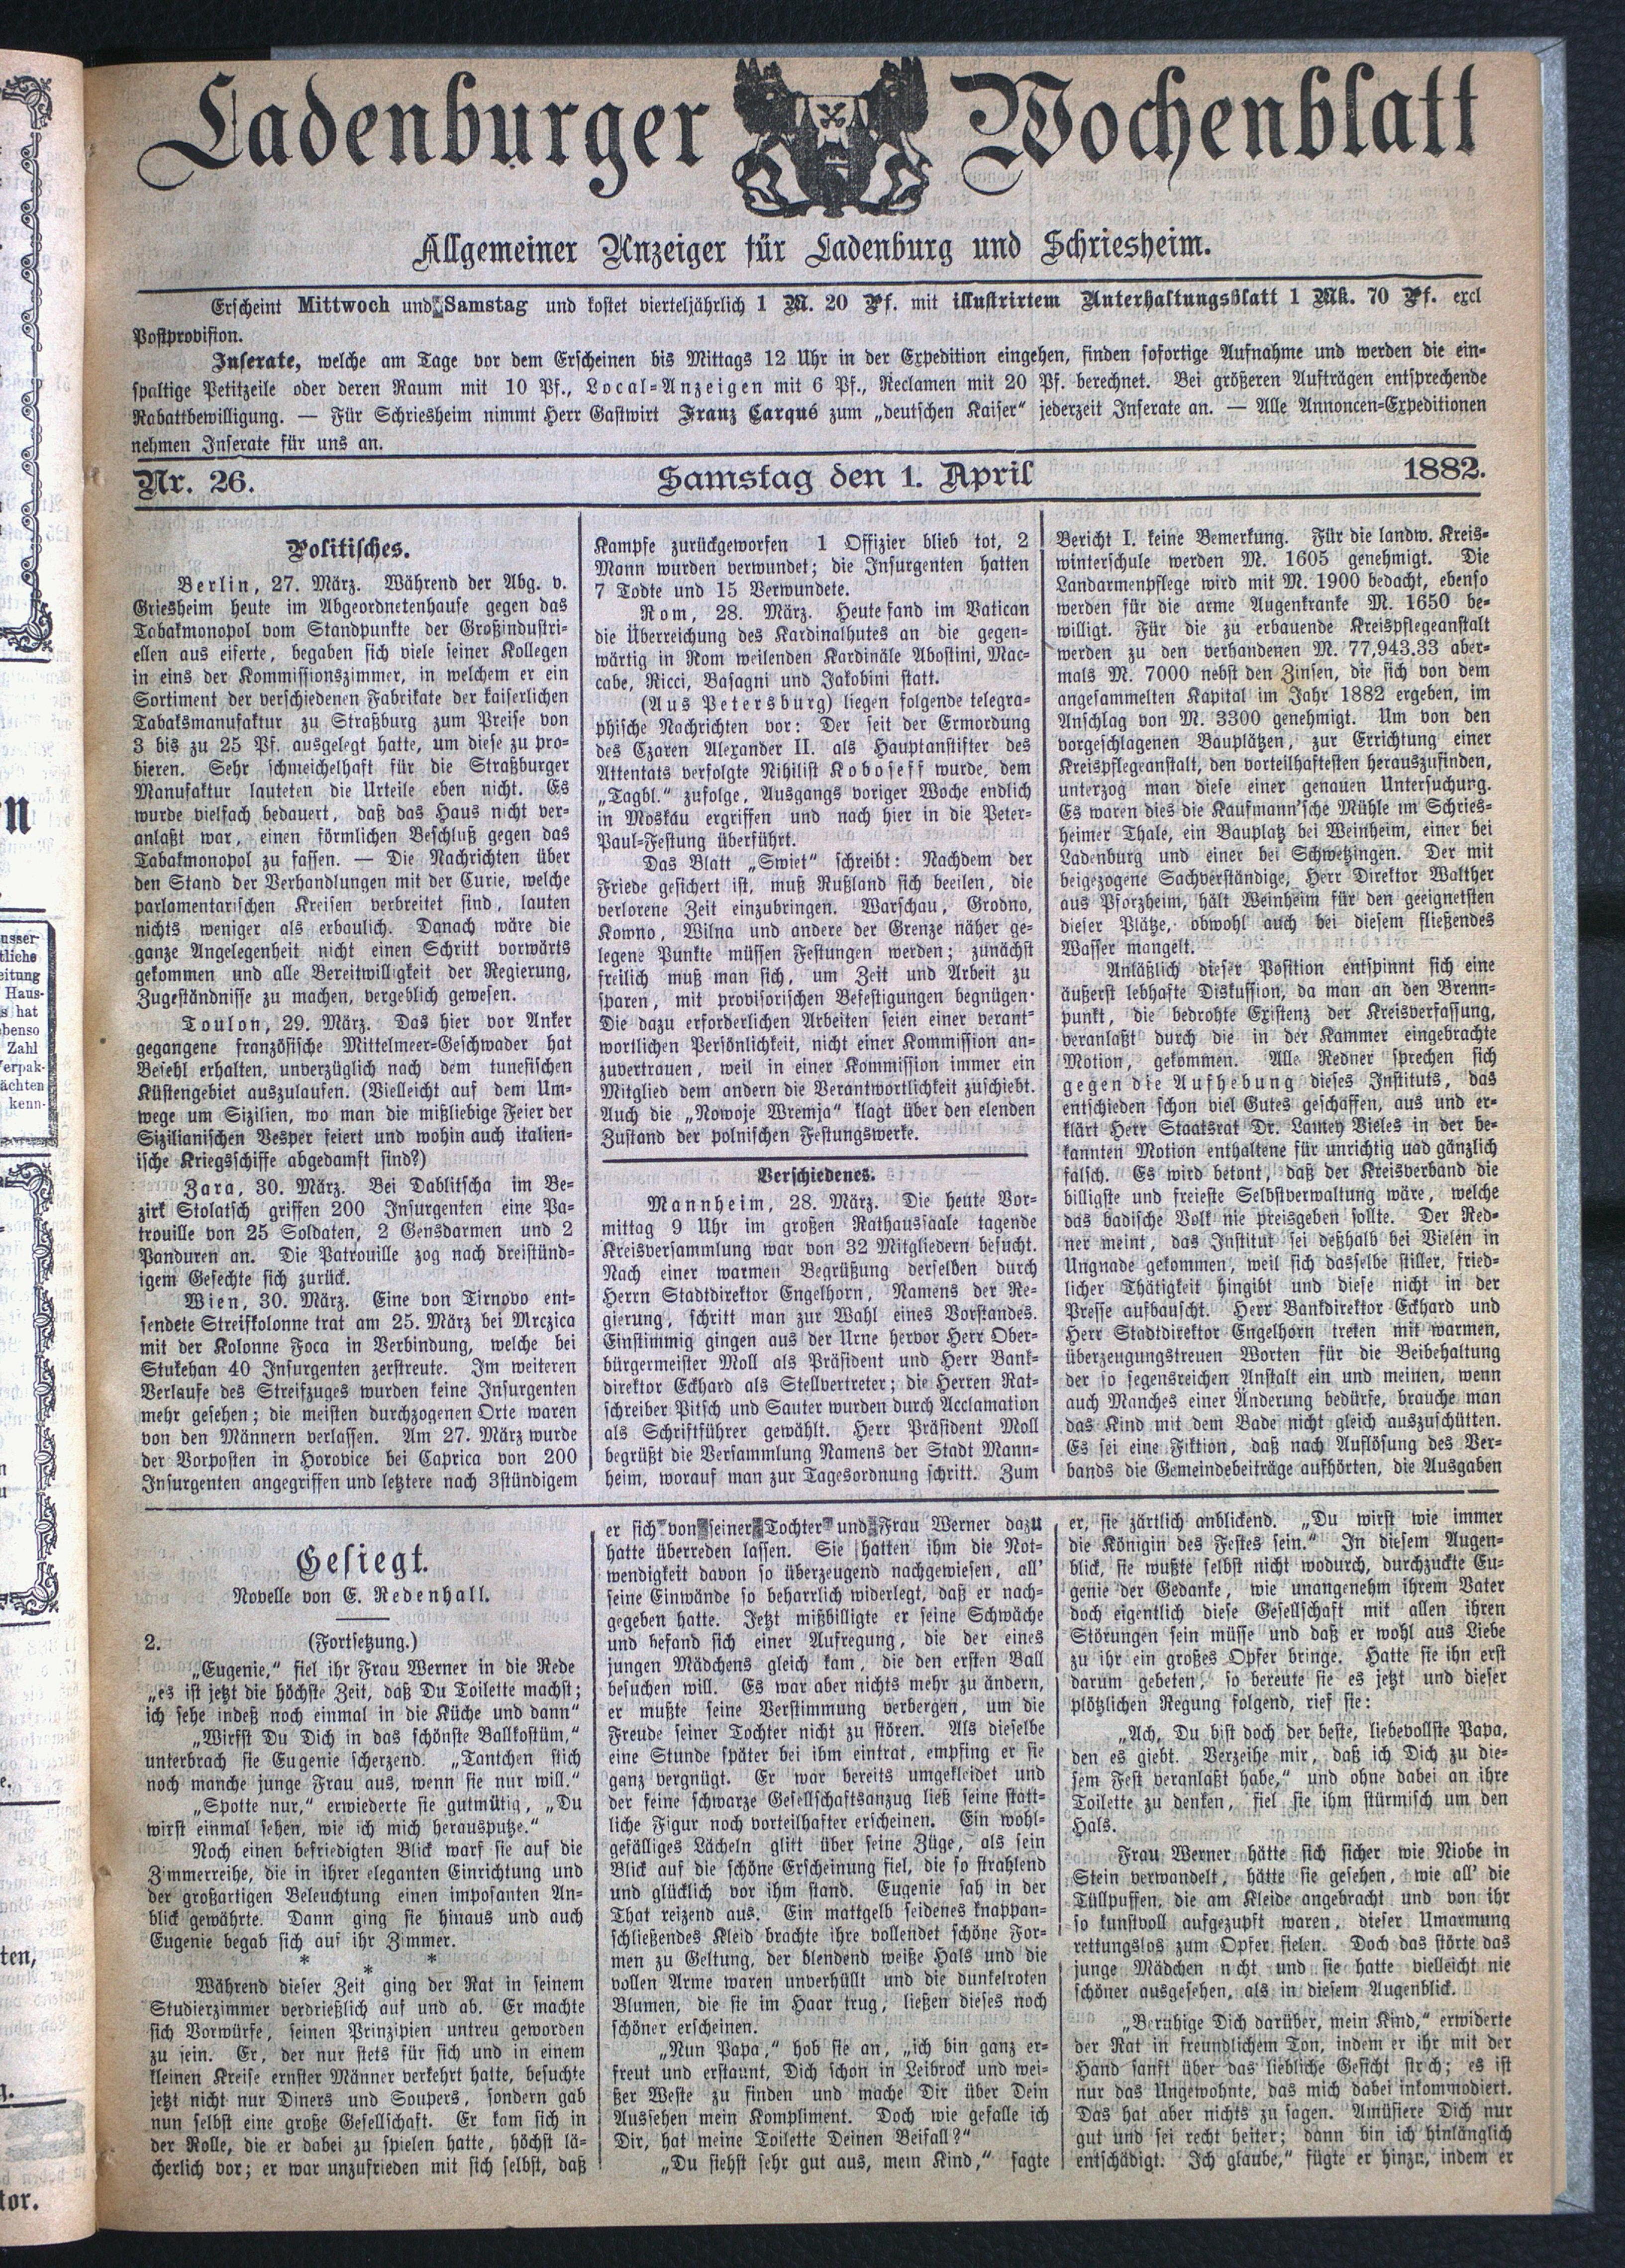 Ladenburger Wochenblatt
Allgemeiner Anzeiger für Ladenburg und Schriesheim.
Erscheint Mittwoch und Samstag und kostet vierteljährlich 1 M. 20 Pf. mit illustrirtem Unterhaltungsblatt 1 Mk. 70 Pf. excl
Postprovision.
Inserate, welche am Tage vor dem Erscheinen bis Mittags 12 Uhr in der Expedition eingehen, finden sofortige Aufnahme und werden die ein-
spaltige Petitzeile oder deren Raum mit 10 Pf., Local-Anzeigen mit 6 Pf., Reclamen mit 20 Pf. berechnet. Bei größeren Aufträgen entsprechende
Rabattbewilligung. — Für Schriesheim nimmt Herr Gastwirt Franz Carqué zum „deutschen Kaiser“ jederzeit Inserate an. — Alle Annoncen-Expeditionen
nehmen Inserate für uns an.
Nr. 26. Samstag den 1. April 1882.
Politisches.
Berlin, 27. März. Während der Abg. v.
Griesheim heute im Abgeordnetenhause gegen das
Tabakmonopol vom Standpunkte der Großindustri-
ellen aus eiferte, begaben sich viele seiner Kollegen
in eins der Kommissionszimmer, in welchem er ein
Sortiment der verschiedenen Fabrikate der kaiserlichen
Tabaksmanufaktur zu Straßburg zum Preise von
3 bis zu 25 Pf. ausgelegt hatte, um diese zu pro-
bieren. Sehr schmeichelhaft für die Straßburger
Manufaktur lauteten die Urteile eben nicht. Es
wurde vielfach bedauert, daß das Haus nicht ver-
anlaßt war, einen förmlichen Beschluß gegen das
Tabakmonopol zu fassen. — Die Nachrichten über
den Stand der Verhandlungen mit der Curie, welche
parlamentarischen Kreisen verbreitet sind, lauten
nichts weniger als erbaulich. Danach wäre die
ganze Angelegenheit nicht einen Schritt vorwärts
gekommen und alle Bereitwilligkeit der Regierung,
Zugeständnisse zu machen, vergeblich gewesen.
Toulon, 29. März. Das hier vor Anker
gegangene französische Mittelmeer-Geschwader hat
Befehl erhalten, unverzüglich nach dem tunesischen
Küstengebiet auszulaufen. (Vielleicht auf dem Um-
wege um Sizilien, wo man die mißliebige Feier der
Sizilianischen Vesper feiert und wohin auch italien-
ische Kriegsschiffe abgedamft sind?)
Zara, 30. März. Bei Dablitscha im Be-
zirk Stolatsch griffen 200 Insurgenten eine Pa-
trouille von 25 Soldaten, 2 Gensdarmen und 2
Panduren an. Die Patrouille zog nach dreistünd-
igem Gefechte sich zurück.
Wien, 30. März. Eine von Tirnovo ent-
sendete Streifkolonne trat am 25. März bei Mrczica
mit der Kolonne Foca in Verbindung, welche bei
Stukehan 40 Insurgenten zerstreute. Im weiteren
Verlaufe des Streifzuges wurden keine Insurgenten
mehr gesehen; die meisten durchzogenen Orte waren
von den Männern verlassen. Am 27. März wurde
der Vorposten in Horovice bei Caprica von 200
Insurgenten angegriffen und letztere nach 3stündigem
Kampfe zurückgeworfen 1 Offizier blieb tot, 2
Mann wurden verwundet; die Insurgenten hatten
7 Todte und 15 Verwundete.
Rom, 28. März. Heute fand im Vatican
die Überreichung des Kardinalhutes an die gegen-
wärtig in Rom weilenden Kardinäle Abostini, Mac-
cabe, Ricci, Basagni und Jakobini statt.
(Aus Petersburg) liegen folgende telegra-
phische Nachrichten vor: Der seit der Ermordung
des Czaren Alexander II. als Hauptanstifter des
Attentats verfolgte Nihilist Koboseff wurde, dem
„Tagbl.“ zufolge, Ausgangs voriger Woche endlich
in Moskau ergriffen und nach hier in die Peter-
Paul-Festung überführt.
Das Blatt „Swiet“ schreibt: Nachdem der
Friede gesichert ist, muß Rußland sich beeilen, die
verlorene Zeit einzubringen. Warschau, Grodno,
Kowno, Wilna und andere der Grenze näher ge-
legene Punkte müssen Festungen werden; zunächst
freilich muß man sich, um Zeit und Arbeit zu
sparen, mit provisorischen Befestigungen begnügen·
Die dazu erforderlichen Arbeiten seien einer verant-
wortlichen Persönlichkeit, nicht einer Kommission an-
zuvertrauen, weil in einer Kommission immer ein
Mitglied dem andern die Verantwortlichkeit zuschiebt.
Auch die „Nowoje Wremja“ klagt über den elenden
Zustand der polnischen Festungswerke.
Verschiedenes.
Mannheim, 28. März. Die heute Vor-
mittag 9 Uhr im großen Rathaussaale tagende
Kreisversammlung war von 32 Mitgliedern besucht.
Nach einer warmen Begrüßung derselben durch
Herrn Stadtdirektor Engelhorn, Namens der Re-
gierung, schritt man zur Wahl eines Vorstandes.
Einstimmig gingen aus der Urne hervor Herr Ober-
bürgermeister Moll als Präsident und Herr Bank-
direktor Eckhard als Stellvertreter; die Herren Rat-
schreiber Pitsch und Sauter wurden durch Acclamation
als Schriftführer gewählt. Herr Präsident Moll
begrüßt die Versammlung Namens der Stadt Mann-
heim, worauf man zur Tagesordnung schritt. Zum
Bericht I. keine Bemerkung. Für die landw. Kreis-
winterschule werden M. 1605 genehmigt. Die
Landarmenpflege wird mit M. 1900 bedacht, ebenso
werden für die arme Augenkranke M. 1650 be-
willigt. Für die zu erbauende Kreispflegeanstalt
werden zu den verhandenen M. 77,943.33 aber-
mals M. 7000 nebst den Zinsen, die sich von dem
angesammelten Kapital im Jahr 1882 ergeben, im
Anschlag von M. 3300 genehmigt. Um von den
vorgeschlagenen Bauplätzen, zur Errichtung einer
Kreispflegeanstalt, den vorteilhaftesten herauszufinden,
unterzog man diese einer genauen Untersuchung.
Es waren dies die Kaufmann'sche Mühle im Schries-
heimer Thale, ein Bauplatz bei Weinheim, einer bei
Ladenburg und einer bei Schwetzingen. Der mit
beigezogene Sachverständige, Herr Direktor Walther
aus Pforzheim, hält Weinheim für den geeignetsten
dieser Plätze, obwohl auch bei diesem fließendes
Wasser mangelt.
Anläßlich dieser Position entspinnt sich eine
äußerst lebhafte Diskussion, da man an den Brenn-
punkt, die bedrohte Existenz der Kreisverfassung,
veranlaßt durch die in der Kammer eingebrachte
Motion, gekommen. Alle Redner sprechen sich
gegen die Aufhebung dieses Instituts, das
entschieden schon viel Gutes geschaffen, aus und er-
klärt Herr Staatsrat Dr. Lamey Vieles in der be-
kannten Motion enthaltene für unrichtig uad gänzlich
falsch. Es wird betont, daß der Kreisverband die
billigste und freieste Selbstverwaltung wäre, welche
das badische Volk nie preisgeben sollte. Der Red-
ner meint, das Institut sei deßhalb bei Vielen in
Ungnade gekommen, weil sich dasselbe stiller, fried-
licher Thätigkeit hingibt und diese nicht in der
Presse aufbauscht. Herr Bankdirektor Eckhard und
Herr Stadtdirektor Engelhorn treten mit warmen,
überzeugungstreuen Worten für die Beibehaltung
der so segensreichen Anstalt ein und meinen, wenn
auch Manches einer Änderung bedürfe, brauche man
das Kind mit dem Bade nicht gleich auszuschütten.
Es sei eine Fiktion, daß nach Auflösung des Ver-
bands die Gemeindebeiträge aufhörten, die Ausgaben
Gesiegt.
Novelle von E. Redenhall.
2. (Fortsetzung.)
„Eugenie,“ fiel ihr Frau Werner in die Rede
„es ist jetzt die höchste Zeit, daß Du Toilette machst;
ich sehe indeß noch einmal in die Küche und dann“
„Wirfst Du Dich in das schönste Ballkostüm,“
unterbrach sie Eugenie scherzend. „Tantchen stich
noch manche junge Frau aus, wenn sie nur will.“
„Spotte nur,“ erwiederte sie gutmütig, „Du
wirst einmal sehen, wie ich mich herausputze.“
Noch einen befriedigten Blick warf sie auf die
Zimmerreihe, die in ihrer eleganten Einrichtung und
der großartigen Beleuchtung einen imposanten An-
blick gewährte. Dann ging sie hinaus und auch
Eugenie begab sich auf ihr Zimmer.
* * *
Während dieser Zeit ging der Rat in seinem
Studierzimmer verdrießlich auf und ab. Er machte
sich Vorwürfe, seinen Prinzipien untreu geworden
zu sein. Er, der nur stets für sich und in einem
kleinen Kreise ernster Männer verkehrt hatte, besuchte
jetzt nicht nur Diners und Soupers, sondern gab
nun selbst eine große Gesellschaft. Er kam sich in
der Rolle, die er dabei zu spielen hatte, höchst lä-
cherlich vor; er war unzufrieden mit sich selbst, daß
er sich von seiner Tochter und Frau Werner dazu
hatte überreden lassen. Sie hatten ihm die Not-
wendigkeit davon so überzeugend nachgewiesen, all'
seine Einwände so beharrlich widerlegt, daß er nach-
gegeben hatte. Jetzt mißbilligte er seine Schwäche
und befand sich einer Aufregung, die der eines
jungen Mädchens gleich kam, die den ersten Ball
besuchen will. Es war aber nichts mehr zu ändern,
er mußte seine Verstimmung verbergen, um die
Freude seiner Tochter nicht zu stören. Als dieselbe
eine Stunde später bei ihm eintrat, empfing er sie
ganz vergnügt. Er war bereits umgekleidet und
der feine schwarze Gesellschaftsanzug ließ seine statt-
liche Figur noch vorteilhafter erscheinen. Ein wohl-
gefälliges Lächeln glitt über seine Züge, als sein
Blick auf die schöne Erscheinung fiel, die so strahlend
und glücklich vor ihm stand. Eugenie sah in der
That reizend aus. Ein mattgelb seidenes knappan-
schließendes Kleid brachte ihre vollendet schöne For-
men zu Geltung, der blendend weiße Hals und die
vollen Arme waren unverhüllt und die dunkelroten
Blumen, die sie im Haar trug, ließen dieses noch
schöner erscheinen.
„Nun Papa,“ hob sie an, „ich bin ganz er-
freut und erstaunt, Dich schon in Leibrock und wei-
ßer Weste zu finden und mache Dir über Dein
Aussehen mein Kompliment. Doch wie gefalle ich
Dir, hat meine Toilette Deinen Beifall?“
„Du siehst sehr gut aus, mein Kind,“ sagte
er, sie zärtlich anblickend. „Du wirst wie immer
die Königin des Festes sein.“ In diesem Augen-
blick, sie wußte selbst nicht wodurch, durchzuckte Eu-
genie der Gedanke, wie unangenehm ihrem Vater
doch eigentlich diese Gesellschaft mit allen ihren
Störungen sein müsse und daß er wohl aus Liebe
zu ihr ein großes Opfer bringe. Hatte sie ihn erst
darum gebeten, so bereute sie es jetzt und dieser
plötzlichen Regung folgend, rief sie:
„Ach, Du bist doch der beste, liebevollste Papa,
den es giebt. Verzeihe mir, daß ich Dich zu die-
sem Fest veranlaßt habe,“ und ohne dabei an ihre
Toilette zu denken, fiel sie ihm stürmisch um den
Hals.
Frau Werner hätte sich sicher wie Niobe in
Stein verwandelt, hätte sie gesehen, wie all' die
Tüllpuffen, die am Kleide angebracht und von ihr
so kunstvoll aufgezupft waren, dieser Umarmung
rettungslos zum Opfer fielen. Doch das störte das
junge Mädchen n cht und sie hatte vielleicht nie
schöner ausgesehen, als in diesem Augenblick.
„Beruhige Dich darüber, mein Kind,“ erwiderte
der Rat in freundlichem Ton, indem er ihr mit der
Hand sanft über das liebliche Gesicht str ch; es ist
nur das Ungewohnte, das mich dabei inkommodiert.
Das hat aber nichts zu sagen. Amüsiere Dich nur
gut und sei recht heiter; dann bin ich hinlänglich
entschädigt. Ich glaube,“ fügte er hinzu, indem er